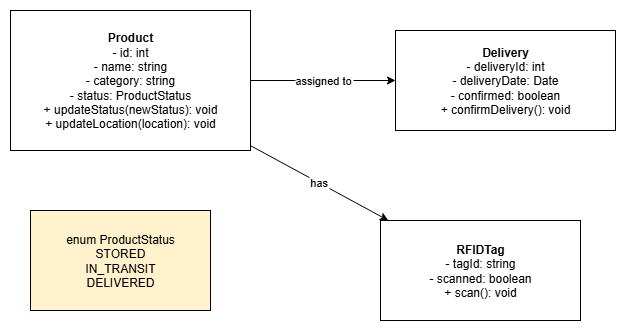 Product
- id: int
- name: string
- category: string
- status: ProductStatus
+ updateStatus(newStatus): void
+ updateLocation(location): void
assigned to
Delivery
- deliveryId: int
- deliveryDate: Date
- confirmed: boolean
+ confirmDelivery(): void
has
enum ProductStatus
STORED
IN_TRANSIT
DELIVERED
RFIDTag
- tagId: string
- scanned: boolean
+ scan(): void